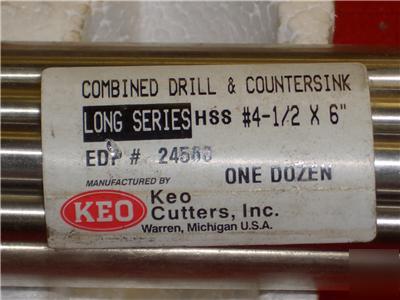 COMBINED DRILL & COUNTERSINK
LONG SERIES HSS #4-1/2 X 6"
EDP #
ONE DOZEN
MANUFACTURED BY
KEO Keo
Cutters, Inc.
Warren, Michigan U.S.A.